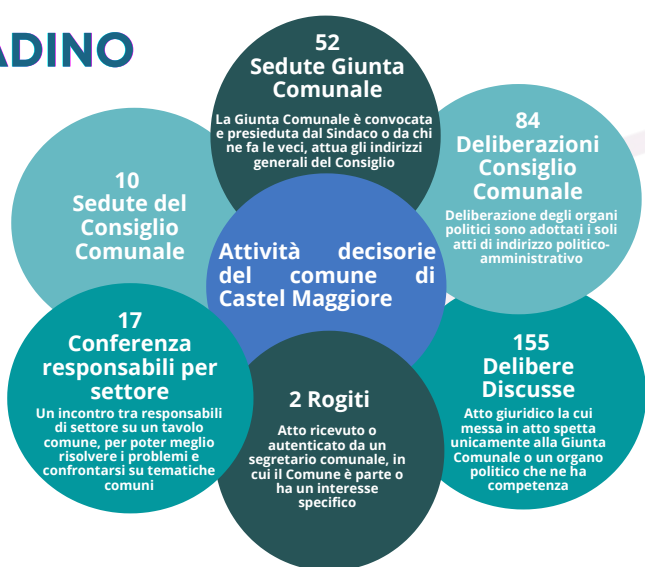 ADINO
52
Sedute Giunta
Comunale
La Giunta Comunale è convocata
e presieduta dal Sindaco o da chi
ne fa le veci, attua gli indirizzi
generali del Consiglio
84
Deliberazioni
Consiglio
Comunale
Deliberazione degli organi
politici sono adottati i soli
atti di indirizzo politico-
amministrativo
10
Sedute del
Consiglio
Comunale
Attività decisorie
del comune di
Castel Maggiore
17
Conferenza
responsabili per
settore
Un incontro tra responsabili
di settore su un tavolo
comune, per poter meglio
risolvere i problemi e
confrontarsi su tematiche
comuni
2 Rogiti
Atto ricevuto o
autenticato da un
segretario comunale, in
cui il Comune è parte o
ha un interesse
specifico
155
Delibere
Discusse
Atto giuridico la cui
messa in atto spetta
unicamente alla Giunta
Comunale o un organo
politico che ne ha
competenza